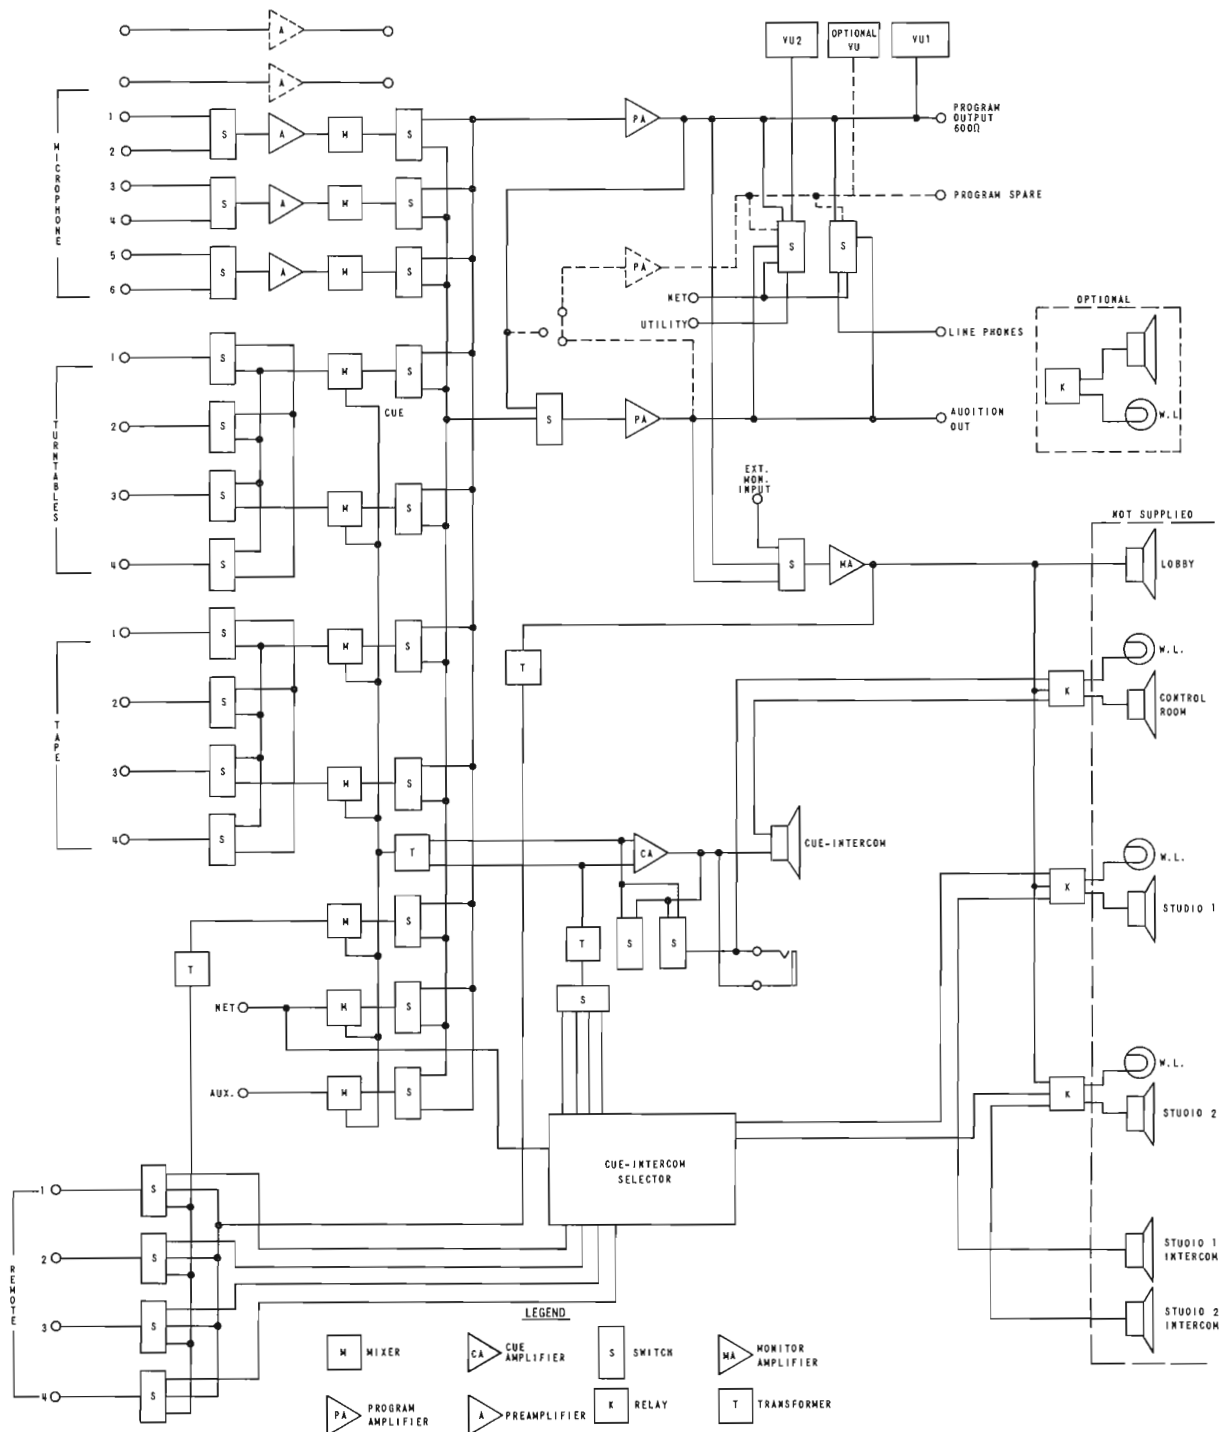 VU2
OPTIONAL
VU
VU1
A
A
MICROPHONE
1
2
S
A
M
S
PA
PROGRAM
OUTPUT
600Ω
3
4
S
A
M
S
PROGRAM SPARE
5
6
S
A
M
S
PA
S
S
NET
UTILITY
LINE PHONES
OPTIONAL
K
W.L.
TURNTABLES
1
S
M
S
CUE
2
S
S
PA
AUDITION
OUT
3
S
M
S
EXT.
MON.
INPUT
4
S
S
MA
NOT SUPPLIED
LOBBY
TAPE
1
S
M
S
T
W.L.
2
S
K
CONTROL
ROOM
3
S
M
S
4
S
T
CA
CUE-INTERCOM
W.L.
K
STUDIO 1
M
S
T
S
S
T
NET
M
S
S
AUX.
M
S
W.L.
K
STUDIO 2
CUE-INTERCOM
SELECTOR
REMOTE
1
S
2
S
STUDIO 1
INTERCOM
3
S
STUDIO 2
INTERCOM
4
S
LEGEND
M
MIXER
CA
CUE
AMPLIFIER
S
SWITCH
MA
MONITOR
AMPLIFIER
PA
PROGRAM
AMPLIFIER
A
PREAMPLIFIER
K
RELAY
T
TRANSFORMER